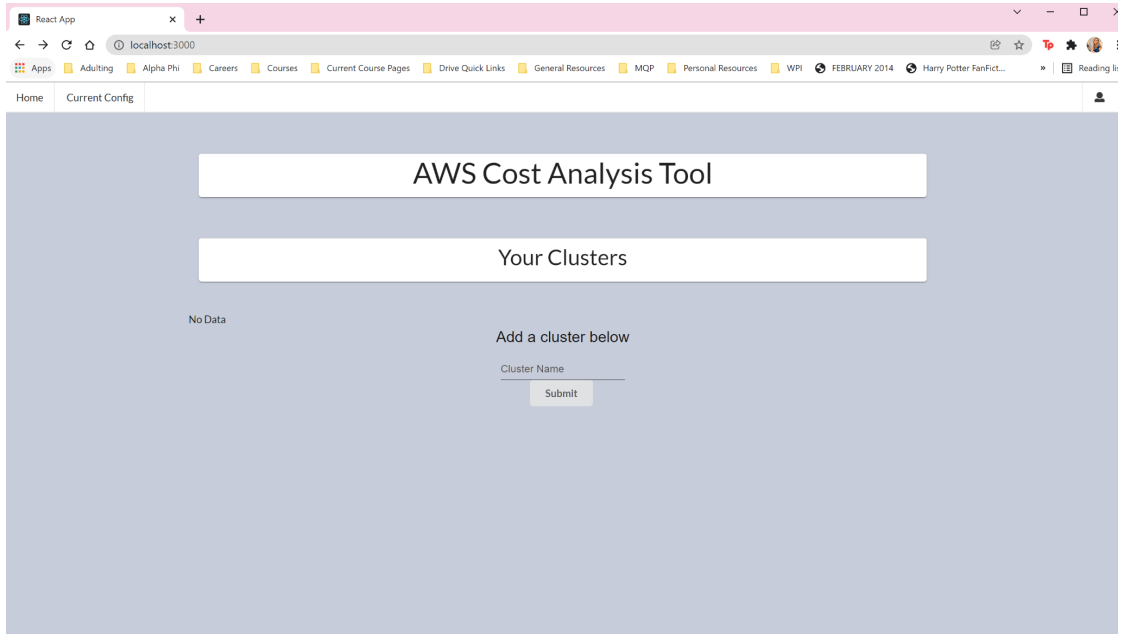 React App
localhost:3000
Tp
Apps Adulting Alpha Phi Careers Courses Current Course Pages Drive Quick Links General Resources MQP Personal Resources WPI FEBRUARY 2014 Harry Potter FanFict... » Reading li
Home Current Config
AWS Cost Analysis Tool
Your Clusters
No Data
Add a cluster below
Cluster Name
Submit